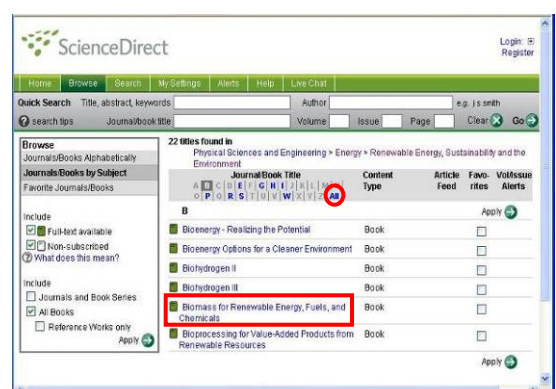 ScienceDirect
Login:
Register
Home Browse Search My Settings Alerts Help Live Chat
Quick Search Title, abstract, keywords Author e.g. j s smith
search tips Journal/book title Volume Issue Page Clear Go
Browse
Journals/Books Alphabetically
Journals/Books by Subject
Favorite Journals/Books
Include
Full-text available
Non-subscribed
What does this mean?
Include
Journals and Book Series
All Books
Reference Works only
Apply
22 titles found in
Physical Sciences and Engineering > Energy > Renewable Energy, Sustainability and the
Environment
Journal/Book Title Content Article Favo- Vol/Issue
Type Feed rites Alerts
A B C D E F G H I J K L M
O P Q R S T U V W X Y Z All
B Apply
Bioenergy - Realizing the Potential Book
Bioenergy Options for a Cleaner Environment Book
Biohydrogen II Book
Biohydrogen III Book
Biomass for Renewable Energy, Fuels, and Book
Chemicals
Bioprocessing for Value-Added Products from Book
Renewable Resources
Apply